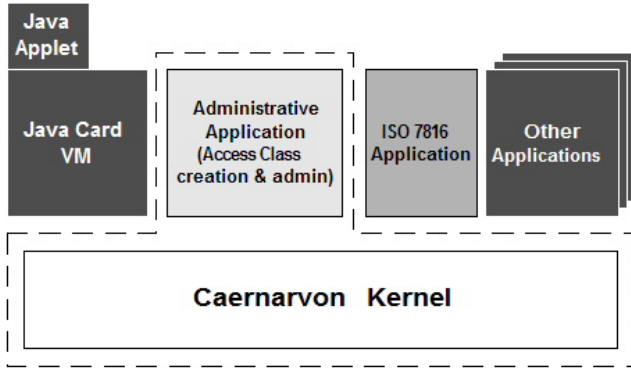 Java
Applet
Java Card
VM
Administrative
Application
(Access Class
creation & admin)
ISO 7816
Application
Other
Applications
Caernarvon Kernel